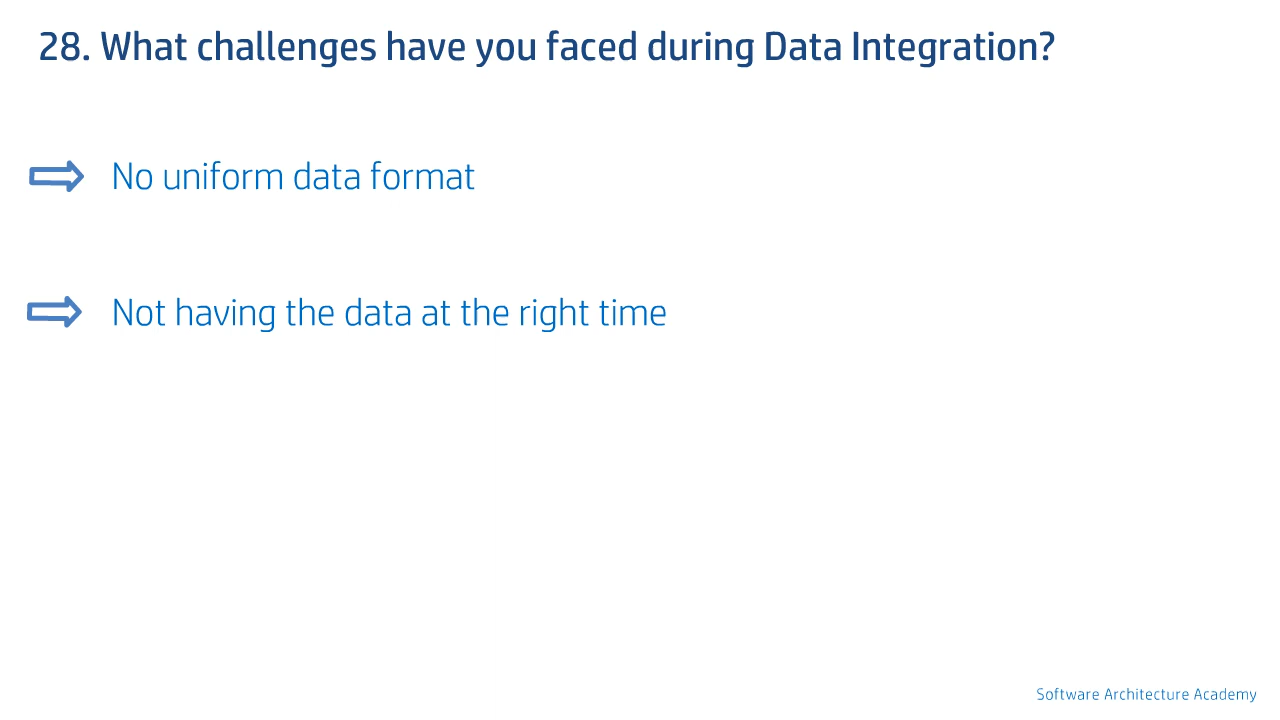 28. What challenges have you faced during Data Integration?
No uniform data format
Not having the data at the right time
Software Architecture Academy